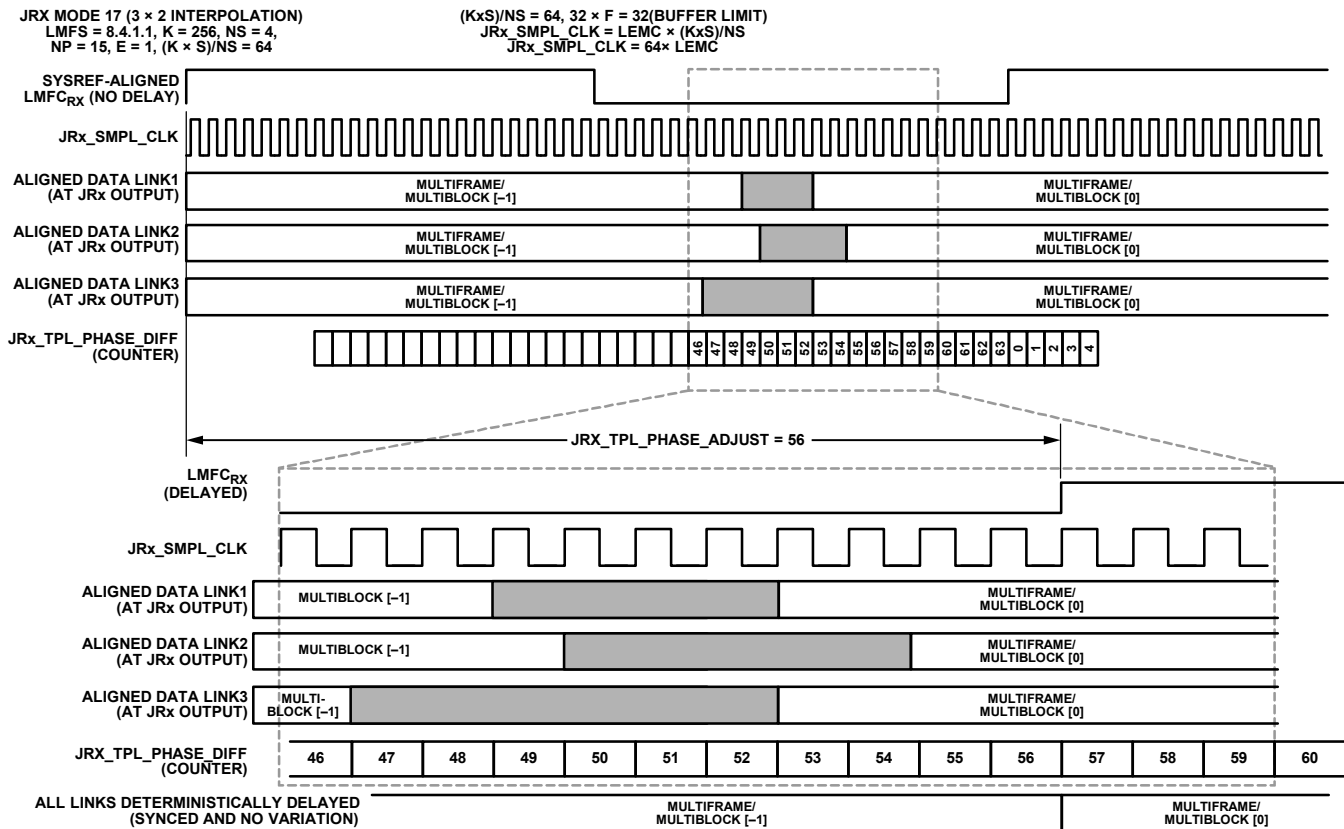 JRX MODE 17 (3 × 2 INTERPOLATION)
LMFS = 8.4.1.1, K = 256, NS = 4,
NP = 15, E = 1, (K × S)/NS = 64
(KxS)/NS = 64, 32 × F = 32(BUFFER LIMIT)
JRx_SMPL_CLK = LEMC × (KxS)/NS
JRx_SMPL_CLK = 64× LEMC
SYSREF-ALIGNED
LMFCRX (NO DELAY)
JRx_SMPL_CLK
ALIGNED DATA LINK1
(AT JRx OUTPUT)
MULTIFRAME/
MULTIBLOCK [–1]
MULTIFRAME/
MULTIBLOCK [0]
ALIGNED DATA LINK2
(AT JRx OUTPUT)
MULTIFRAME/
MULTIBLOCK [–1]
MULTIFRAME/
MULTIBLOCK [0]
ALIGNED DATA LINK3
(AT JRx OUTPUT)
MULTIFRAME/
MULTIBLOCK [–1]
MULTIFRAME/
MULTIBLOCK [0]
JRx_TPL_PHASE_DIFF
(COUNTER)
46 47 48 49 50 51 52 53 54 55 56 57 58 59 60 61 62 63 0 1 2 3 4
JRX_TPL_PHASE_ADJUST = 56
LMFCRX
(DELAYED)
JRx_SMPL_CLK
ALIGNED DATA LINK1
(AT JRx OUTPUT)
MULTIBLOCK [–1]
MULTIFRAME/
MULTIBLOCK [0]
ALIGNED DATA LINK2
(AT JRx OUTPUT)
MULTIBLOCK [–1]
MULTIFRAME/
MULTIBLOCK [0]
ALIGNED DATA LINK3
(AT JRx OUTPUT)
MULTI-
BLOCK [–1]
MULTIFRAME/
MULTIBLOCK [0]
JRX_TPL_PHASE_DIFF
(COUNTER)
46 47 48 49 50 51 52 53 54 55 56 57 58 59 60
ALL LINKS DETERMINISTICALLY DELAYED
(SYNCED AND NO VARIATION)
MULTIFRAME/
MULTIBLOCK [–1]
MULTIFRAME/
MULTIBLOCK [0]